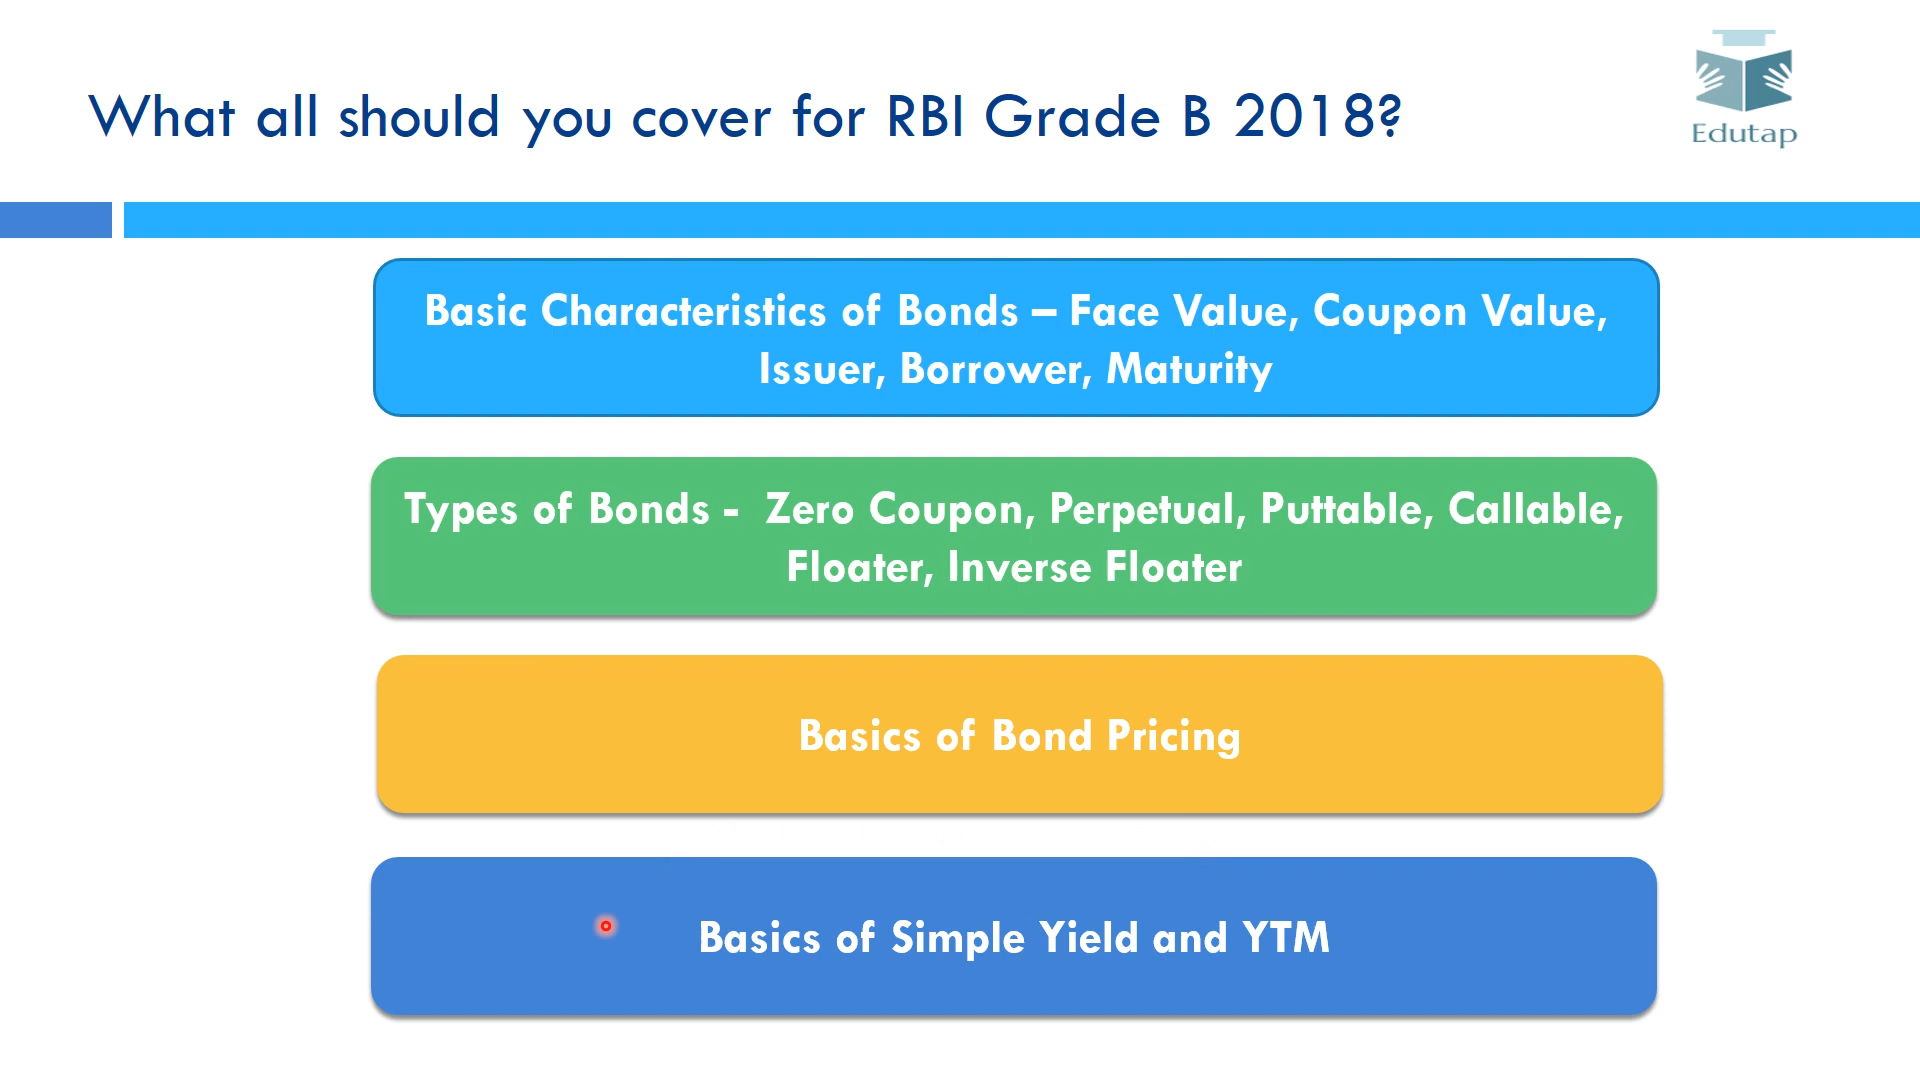 What all should you cover for RBI Grade B 2018?
Edutap
Basic Characteristics of Bonds – Face Value, Coupon Value,
Issuer, Borrower, Maturity
Types of Bonds -  Zero Coupon, Perpetual, Puttable, Callable,
Floater, Inverse Floater
Basics of Bond Pricing
Basics of Simple Yield and YTM